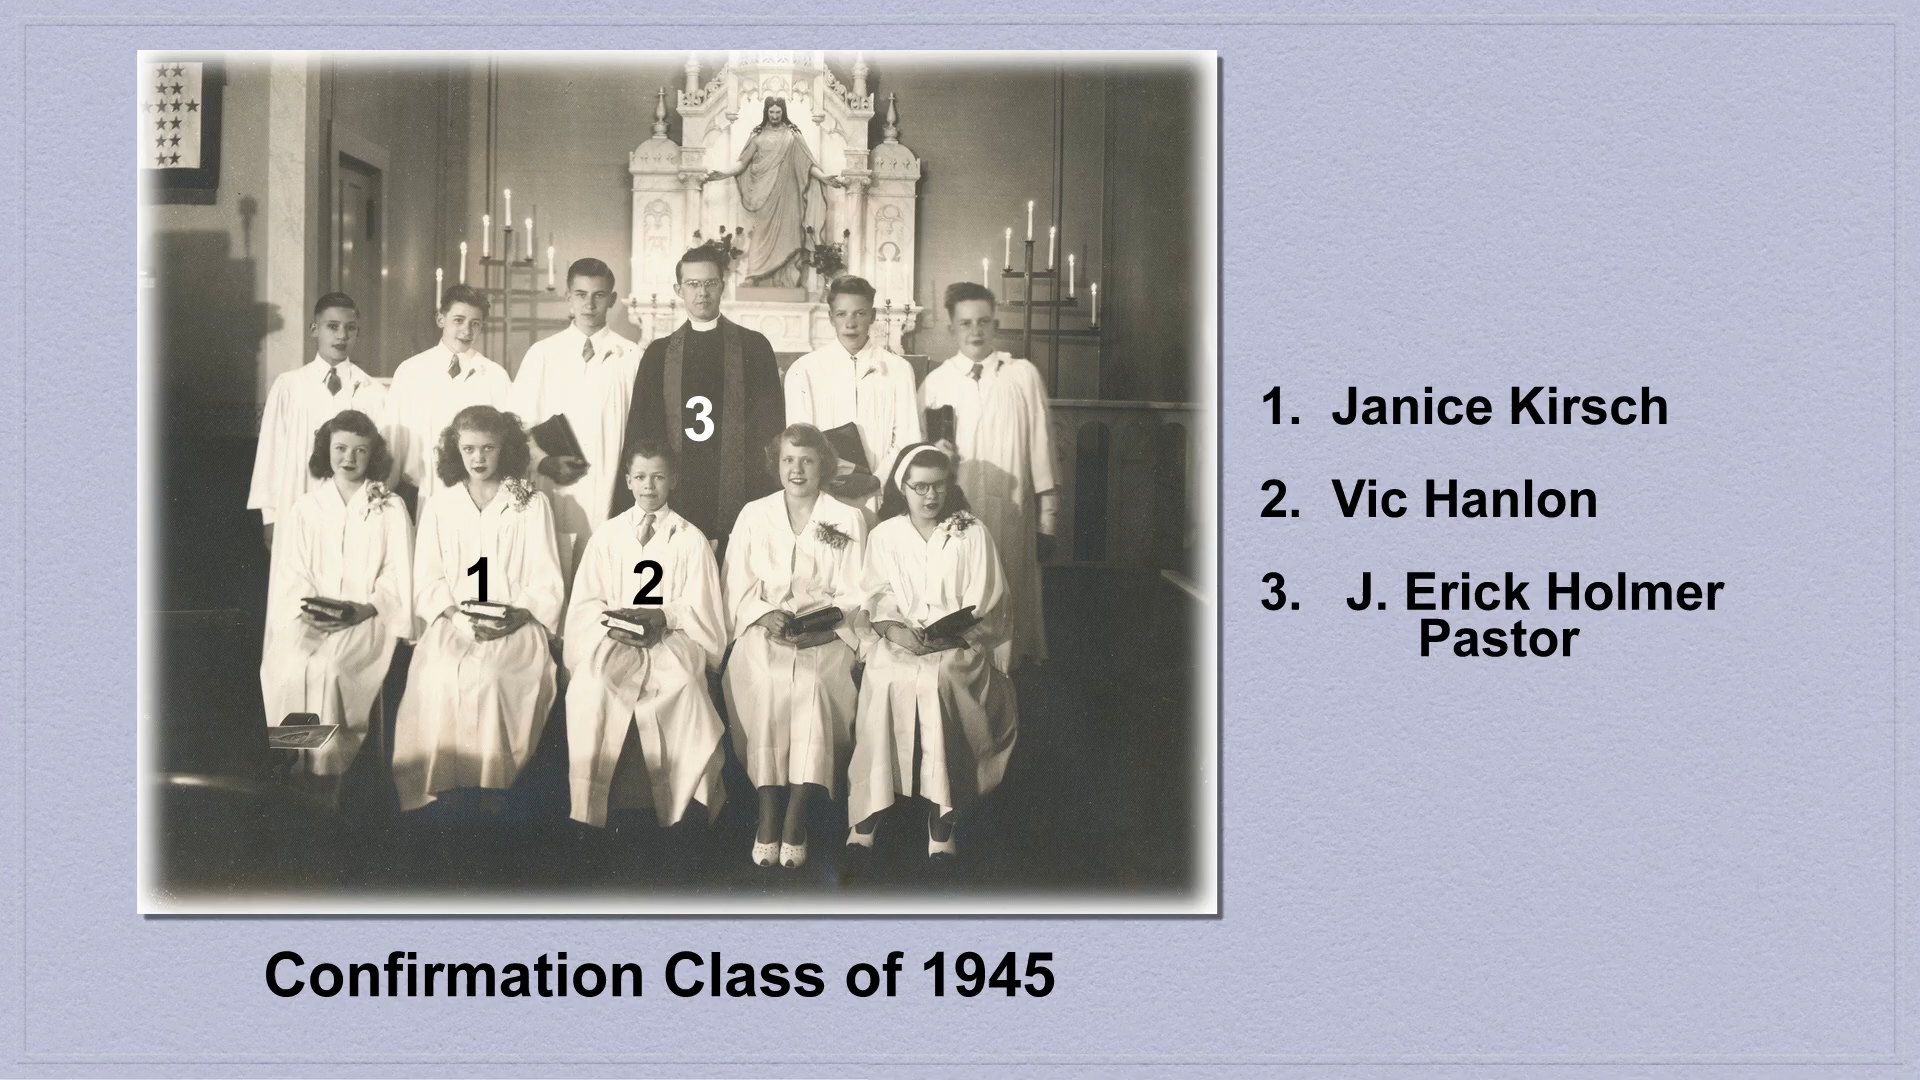 3
1
2
1. Janice Kirsch
2. Vic Hanlon
3. J. Erick Holmer
Pastor
Confirmation Class of 1945